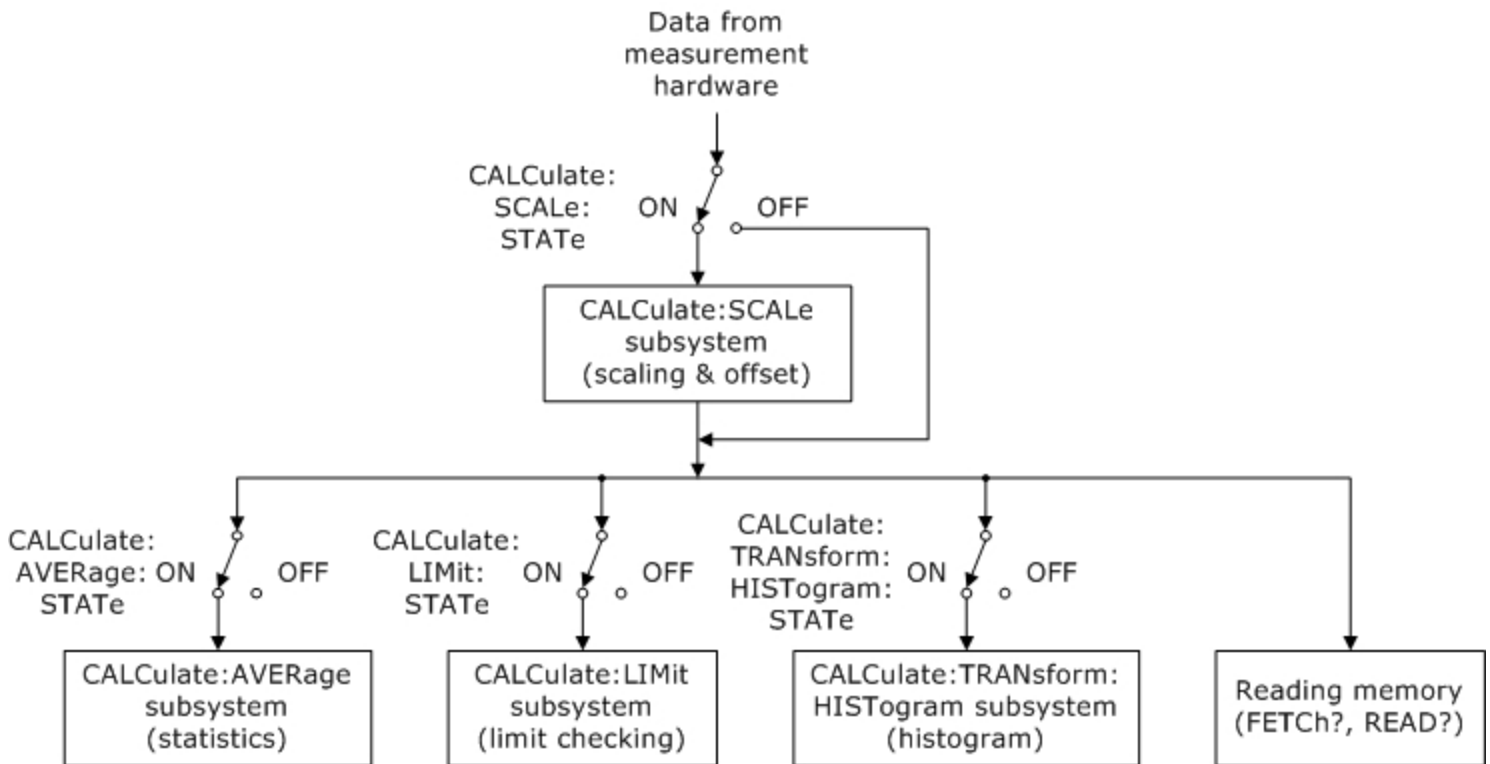 Data from
measurement
hardware
CALCulate:
SCALe:
STATe
ON
OFF
CALCulate:SCALe
subsystem
(scaling & offset)
CALCulate:
AVERage:
STATe
ON
OFF
CALCulate:
LIMit:
STATe
ON
OFF
CALCulate:
TRANsform:
HISTogram:
STATe
ON
OFF
CALCulate:AVERage
subsystem
(statistics)
CALCulate:LIMit
subsystem
(limit checking)
CALCulate:TRANsform:
HISTogram subsystem
(histogram)
Reading memory
(FETCh?, READ?)